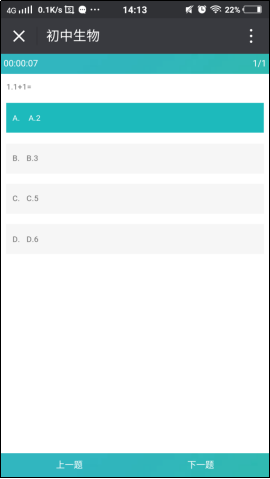 4G 0.1K/s ··· 14:13 22%
初中生物
00:00:07 1/1
1.1+1=
A. A.2
B. B.3
C. C.5
D. D.6
上一题 下一题